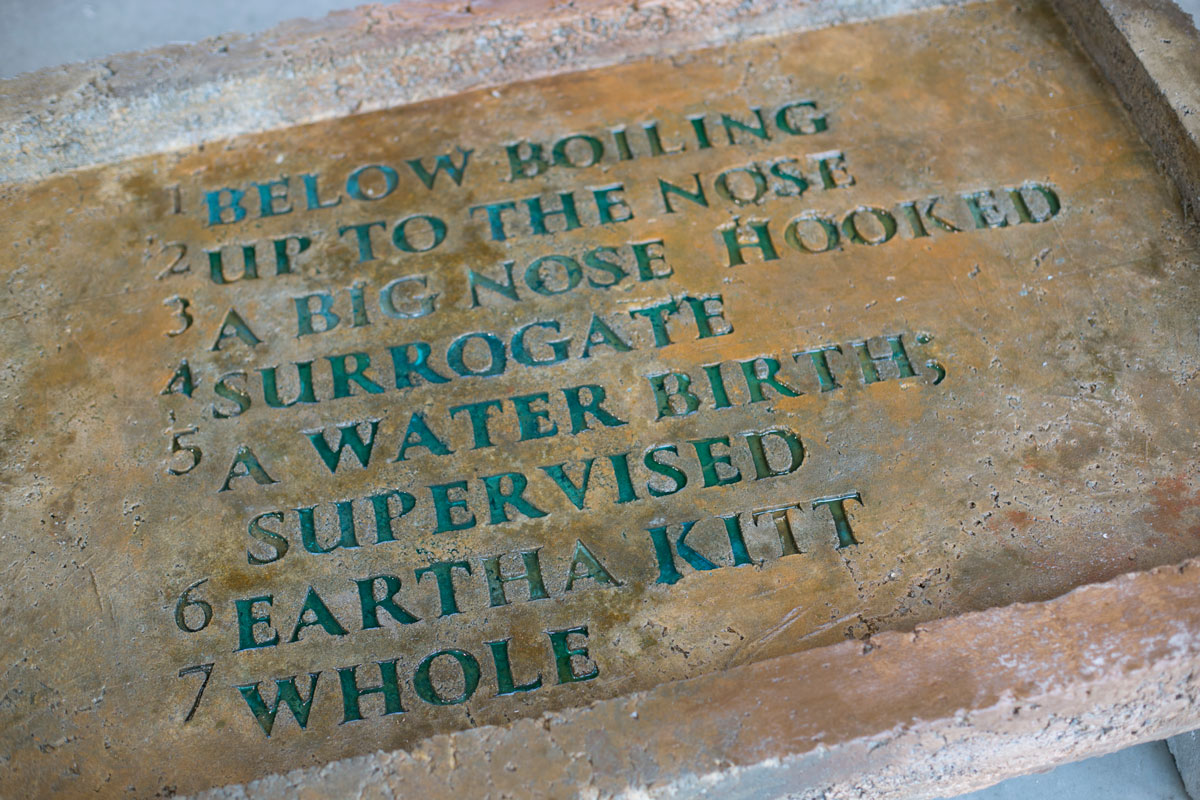 1 BELOW BOILING
2 UP TO THE NOSE
3 A BIG NOSE HOOKED
4 SURROGATE
5 A WATER BIRTH;
SUPERVISED
6 EARTHA KITT
7 WHOLE